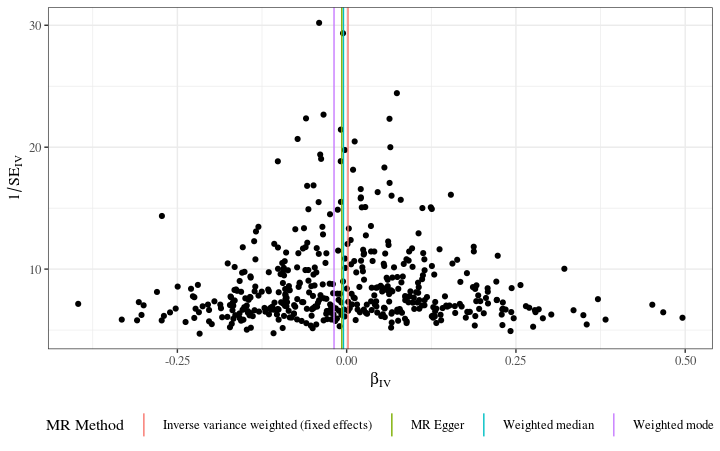 30
20
10
1/SE_IV
-0.25
0.00
0.25
0.50
β_IV
MR Method
Inverse variance weighted (fixed effects)
MR Egger
Weighted median
Weighted mode